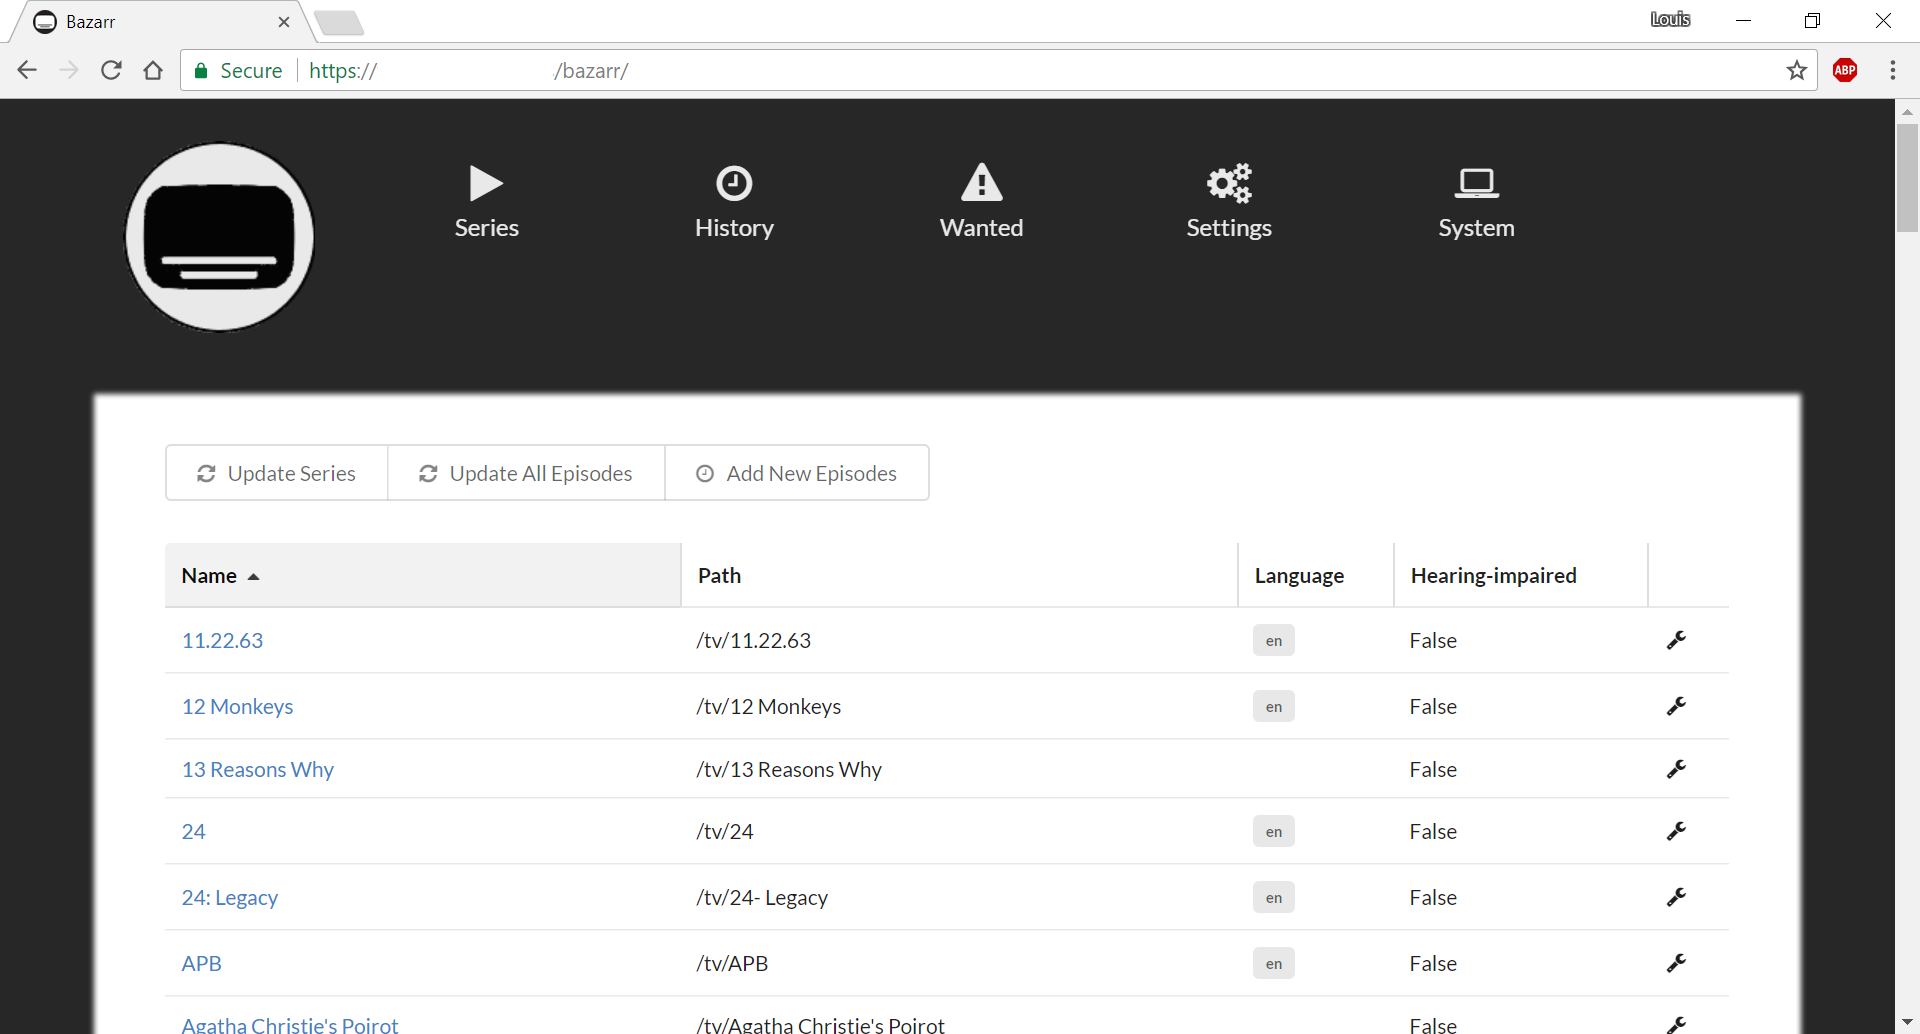 Bazarr
Louis
Secure https:// /bazarr/
ABP
Series History Wanted Settings System
Update Series Update All Episodes Add New Episodes
Name Path Language Hearing-impaired
11.22.63 /tv/11.22.63 en False
12 Monkeys /tv/12 Monkeys en False
13 Reasons Why /tv/13 Reasons Why False
24 /tv/24 en False
24: Legacy /tv/24- Legacy en False
APB /tv/APB en False
Agatha Christie's Poirot /tv/Agatha Christie's Poirot False